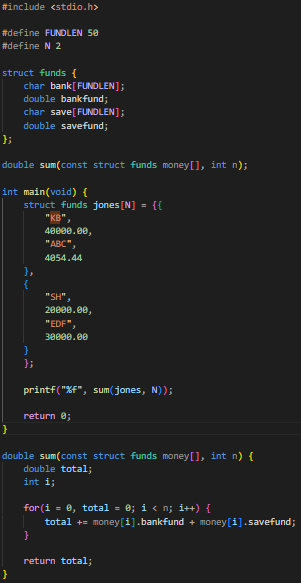 #include <stdio.h>

#define FUNDLEN 50
#define N 2

struct funds {
    char bank[FUNDLEN];
    double bankfund;
    char save[FUNDLEN];
    double savefund;
};

double sum(const struct funds money[], int n);

int main(void) {
    struct funds jones[N] = {{
        "KB",
        40000.00,
        "ABC",
        4054.44
    },
    {
        "SH",
        20000.00,
        "EDF",
        30000.00
    }
    };

    printf("%f", sum(jones, N));

    return 0;
}

double sum(const struct funds money[], int n) {
    double total;
    int i;

    for(i = 0, total = 0; i < n; i++) {
        total += money[i].bankfund + money[i].savefund;
    }

    return total;
}